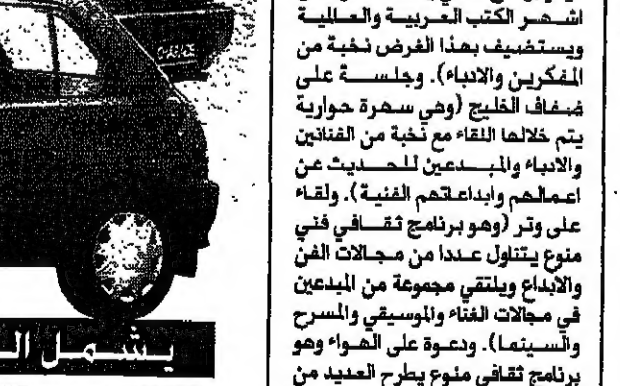 اشهر الكتب العربية والعالمية
ويستضيف بهذا الغرض نخبة من
المفكرين والادباء). وجلسة على
ضفاف الخليج (وهي سهرة حوارية
يتم خلالها اللقاء مع نخبة من الفنانين
والادباء والمبدعين للحديث عن
اعمالهم وابداعاتهم الفنية). ولقاء
على وتر (وهو برنامج ثقافي فني
منوع يتناول عددا من مجالات الفن
والابداع ويلتقي مجموعة من المبدعين
في مجالات الغناء والموسيقي والمسرح
والسينما). ودعوة على الهواء وهو
برنامج ثقافي منوع يطرح العديد من
يشمل